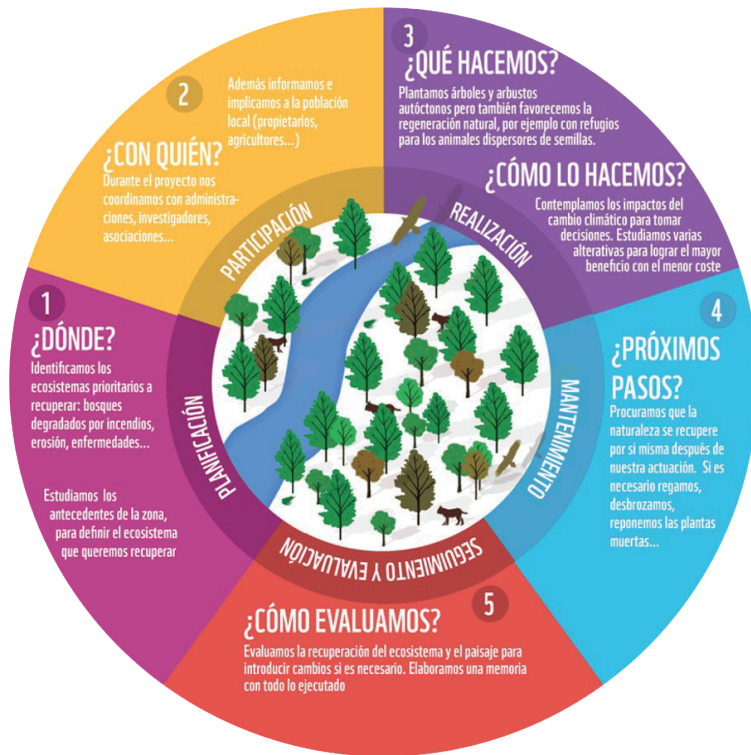 1
¿DÓNDE?
Identificamos los
ecosistemas prioritarios a
recuperar: bosques
degradados por incendios,
erosión, enfermedades...
Estudiamos los
antecedentes de la zona,
para definir el ecosistema
que queremos recuperar
PLANIFICACIÓN
2
Además informamos e
implicamos a la población
local (propietarios,
agricultores...)
¿CON QUIÉN?
Durante el proyecto nos
coordinamos con administra-
ciones, investigadores,
asociaciones...
PARTICIPACIÓN
3
¿QUÉ HACEMOS?
Plantamos árboles y arbustos
autóctonos pero también favorecemos la
regeneración natural, por ejemplo con refugios
para los animales dispersores de semillas.
¿CÓMO LO HACEMOS?
Contemplamos los impactos del
cambio climático para tomar
decisiones. Estudiamos varias
alternativas para lograr el mayor
beneficio con el menor coste
REALIZACIÓN
4
¿PRÓXIMOS
PASOS?
Procuramos que la
naturaleza se recupere
por si misma después de
nuestra actuación. Si es
necesario regamos,
desbrozamos,
reponemos las plantas
muertas...
MANTENIMIENTO
5
¿CÓMO EVALUAMOS?
Evaluamos la recuperación del ecosistema y el paisaje para
introducir cambios si es necesario. Elaboramos una memoria
con todo lo ejecutado
SEGUIMIENTO Y EVALUACIÓN